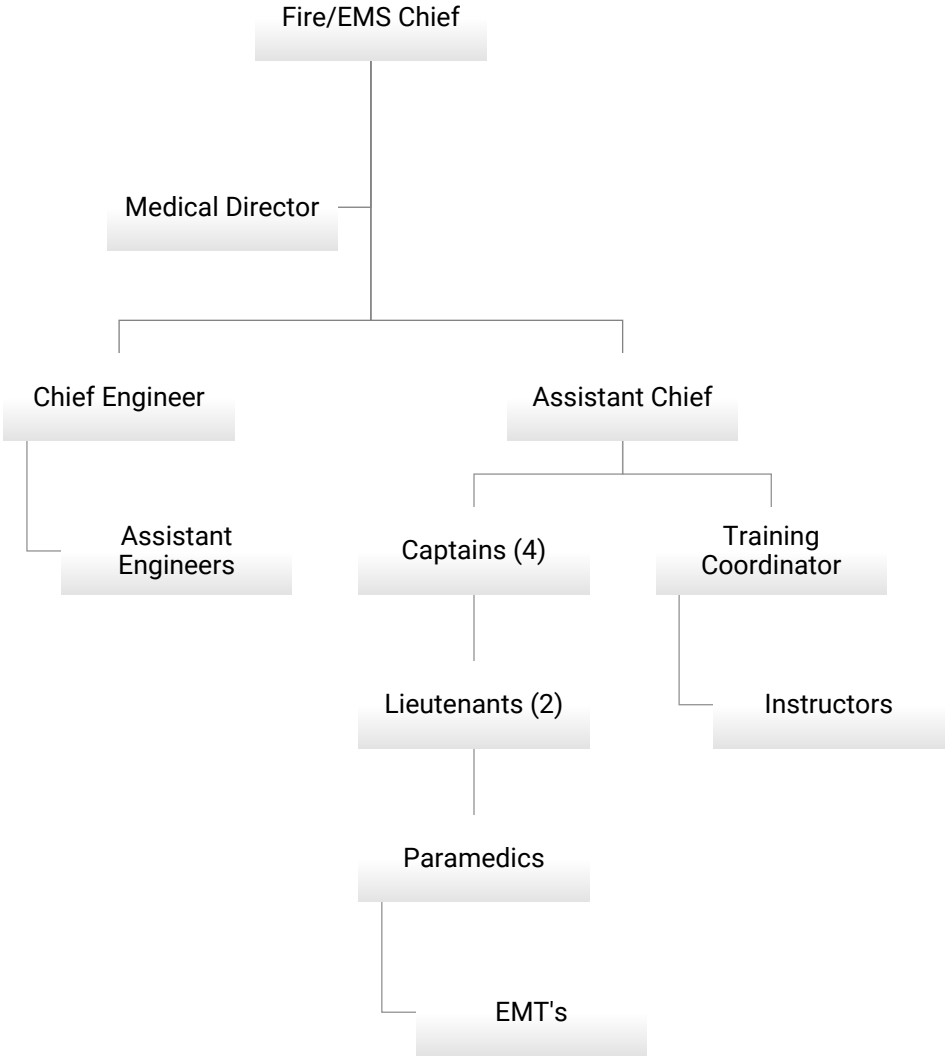 Fire/EMS Chief
Medical Director
Chief Engineer
Assistant Chief
Assistant
Engineers
Captains (4)
Training
Coordinator
Lieutenants (2)
Instructors
Paramedics
EMT's